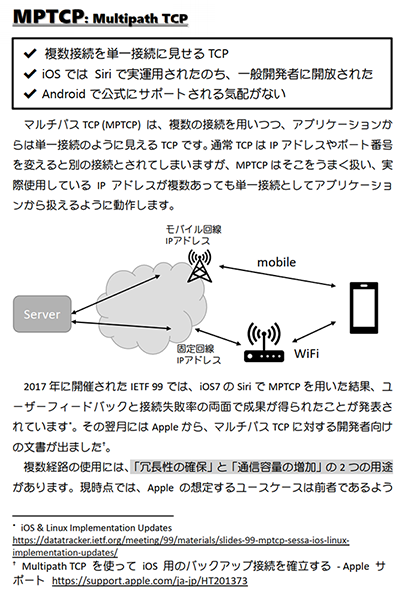 MPTCP: Multipath TCP
✓ 複数接続を単一接続に見せる TCP
✓ iOS では Siri で実運用されたのち、一般開発者に開放された
✓ Android で公式にサポートされる気配がない
マルチパス TCP (MPTCP) は、複数の接続を用いつつ、アプリケーションか
らは単一接続のように見える TCP です。通常 TCP は IP アドレスやポート番号
を変えると別の接続とされてしまいますが、MPTCP はそこをうまく扱い、実
際使用している IP アドレスが複数あっても単一接続としてアプリケーショ
ンから扱えるように動作します。
モバイル回線
IPアドレス
mobile
Server
固定回線
IPアドレス
WiFi
2017 年に開催された IETF 99 では、iOS7 の Siri で MPTCP を用いた結果、ユ
ーザーフィードバックと接続失敗率の両面で成果が得られたことが発表さ
れています*。その翌月には Apple から、マルチパス TCP に対する開発者向け
の文書が出ました†。
複数経路の使用には、「冗長性の確保」と「通信容量の増加」の 2 つの用途
があります。現時点では、Apple の想定するユースケースは前者であるよう
* iOS & Linux Implementation Updates
https://datatracker.ietf.org/meeting/99/materials/slides-99-mptcp-sessa-ios-linux-
implementation-updates/
† Multipath TCP を使って iOS 用のバックアップ接続を確立する - Apple サ
ポート https://support.apple.com/ja-jp/HT201373